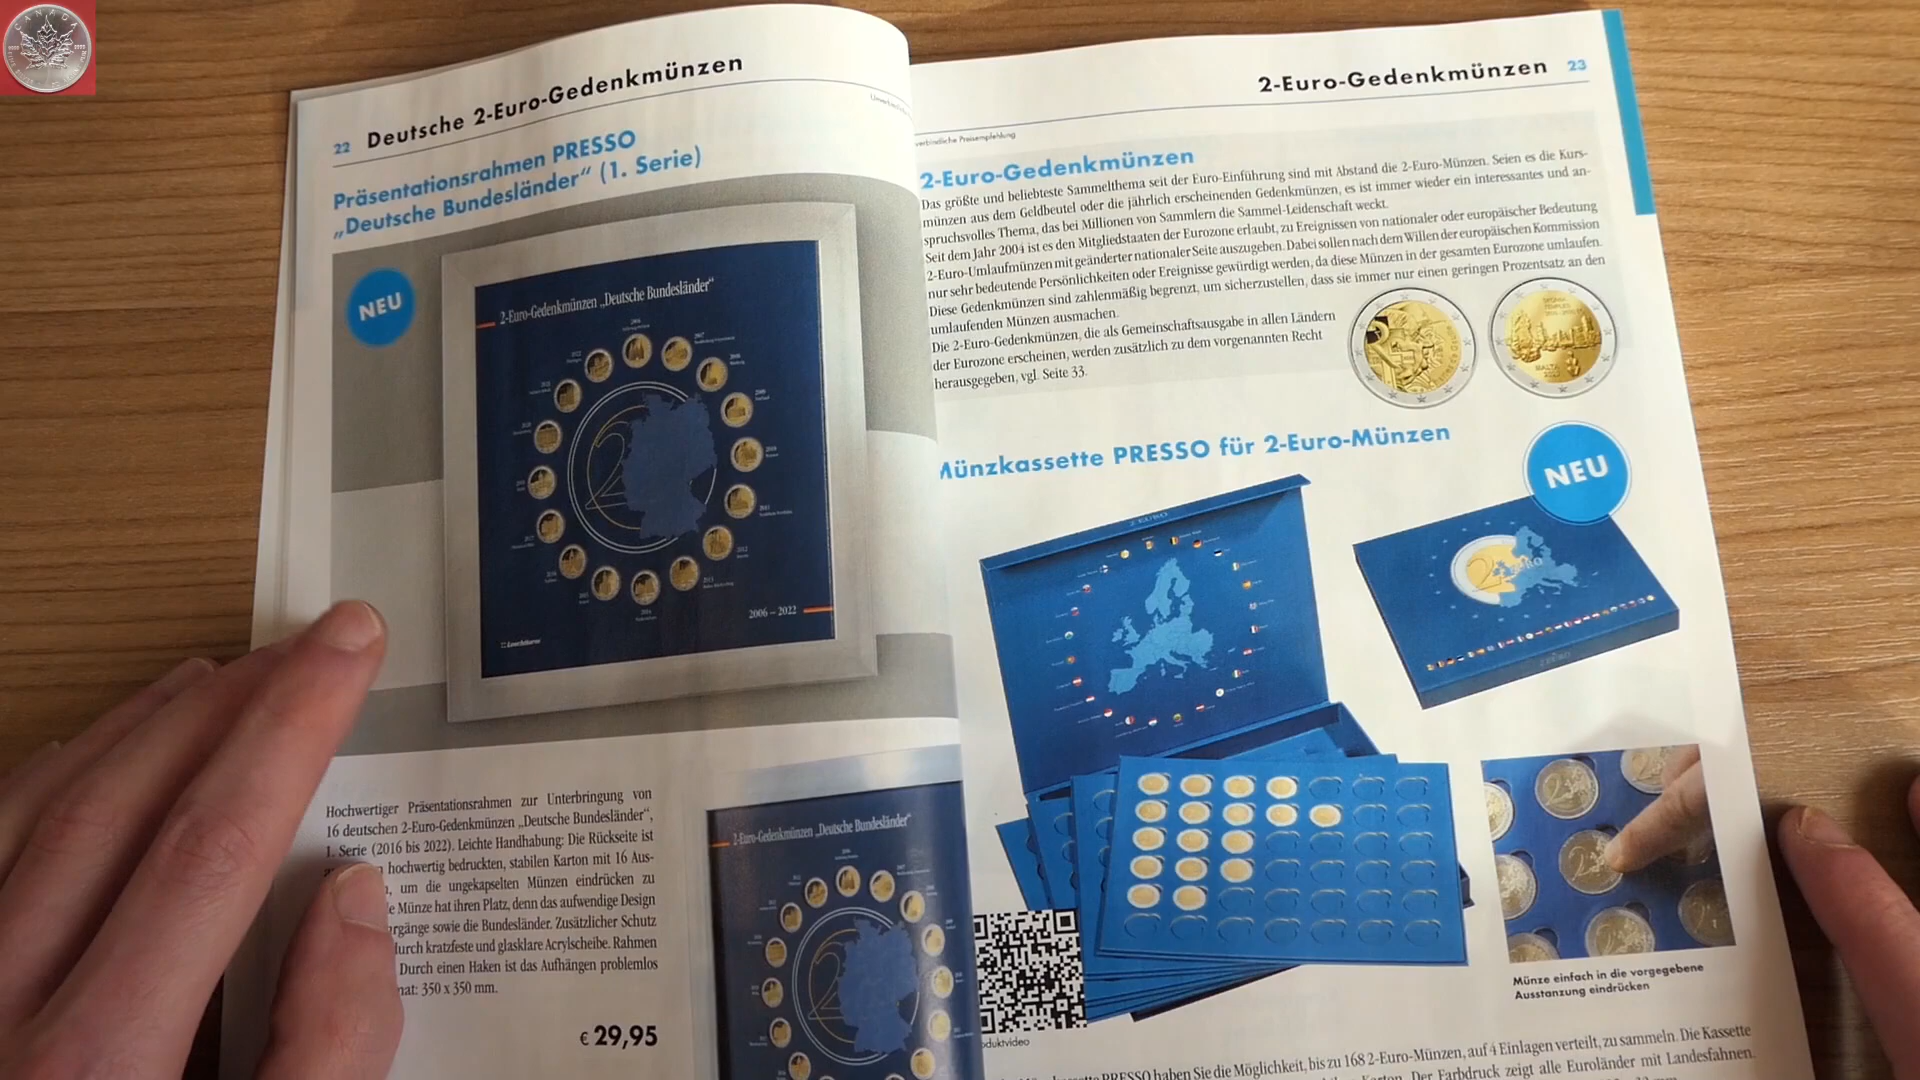 CANADA
22 Deutsche 2-Euro-Gedenkmünzen
Präsentationsrahmen PRESSO
„Deutsche Bundesländer“ (1. Serie)
NEU
2-Euro-Gedenkmünzen „Deutsche Bundesländer“
2006 – 2022
Leuchtturm
Hochwertiger Präsentationsrahmen zur Unterbringung von
16 deutschen 2-Euro-Gedenkmünzen „Deutsche Bundesländer“,
1. Serie (2016 bis 2022). Leichte Handhabung: Die Rückseite ist
hochwertig bedruckten, stabilen Karton mit 16 Aus-
, um die ungekapselten Münzen eindrücken zu
e Münze hat ihren Platz, denn das aufwendige Design
rgänge sowie die Bundesländer. Zusätzlicher Schutz
durch kratzfeste und glasklare Acrylscheibe. Rahmen
Durch einen Haken ist das Aufhängen problemlos
mat: 350 x 350 mm.
€ 29,95
2-Euro-Gedenkmünzen „Deutsche Bundesländer“
2-Euro-Gedenkmünzen 23
verbindliche Preisempfehlung
2-Euro-Gedenkmünzen
Das größte und beliebteste Sammelthema seit der Euro-Einführung sind mit Abstand die 2-Euro-Münzen. Seien es die Kurs-
münzen aus dem Geldbeutel oder die jährlich erscheinenden Gedenkmünzen, es ist immer wieder ein interessantes und an-
spruchsvolles Thema, das bei Millionen von Sammlern die Sammel-Leidenschaft weckt.
Seit dem Jahr 2004 ist es den Mitgliedstaaten der Eurozone erlaubt, zu Ereignissen von nationaler oder europäischer Bedeutung
2-Euro-Umlaufmünzen mit geänderter nationaler Seite auszugeben. Dabei sollen nach dem Willen der europäischen Kommission
nur sehr bedeutende Persönlichkeiten oder Ereignisse gewürdigt werden, da diese Münzen in der gesamten Eurozone umlaufen.
Diese Gedenkmünzen sind zahlenmäßig begrenzt, um sicherzustellen, dass sie immer nur einen geringen Prozentsatz an den
umlaufenden Münzen ausmachen.
Die 2-Euro-Gedenkmünzen, die als Gemeinschaftsausgabe in allen Ländern
der Eurozone erscheinen, werden zusätzlich zu dem vorgenannten Recht
herausgegeben, vgl. Seite 33.
MALTA
Münzkassette PRESSO für 2-Euro-Münzen
NEU
2 EURO
2 EURO
Münze einfach in die vorgegebene
Ausstanzung eindrücken
oduktvideo
PRESSO haben Sie die Möglichkeit, bis zu 168 2-Euro-Münzen, auf 4 Einlagen verteilt, zu sammeln. Die Kassette
Karton. Der Farbdruck zeigt alle Euroländer mit Landesfahnen.